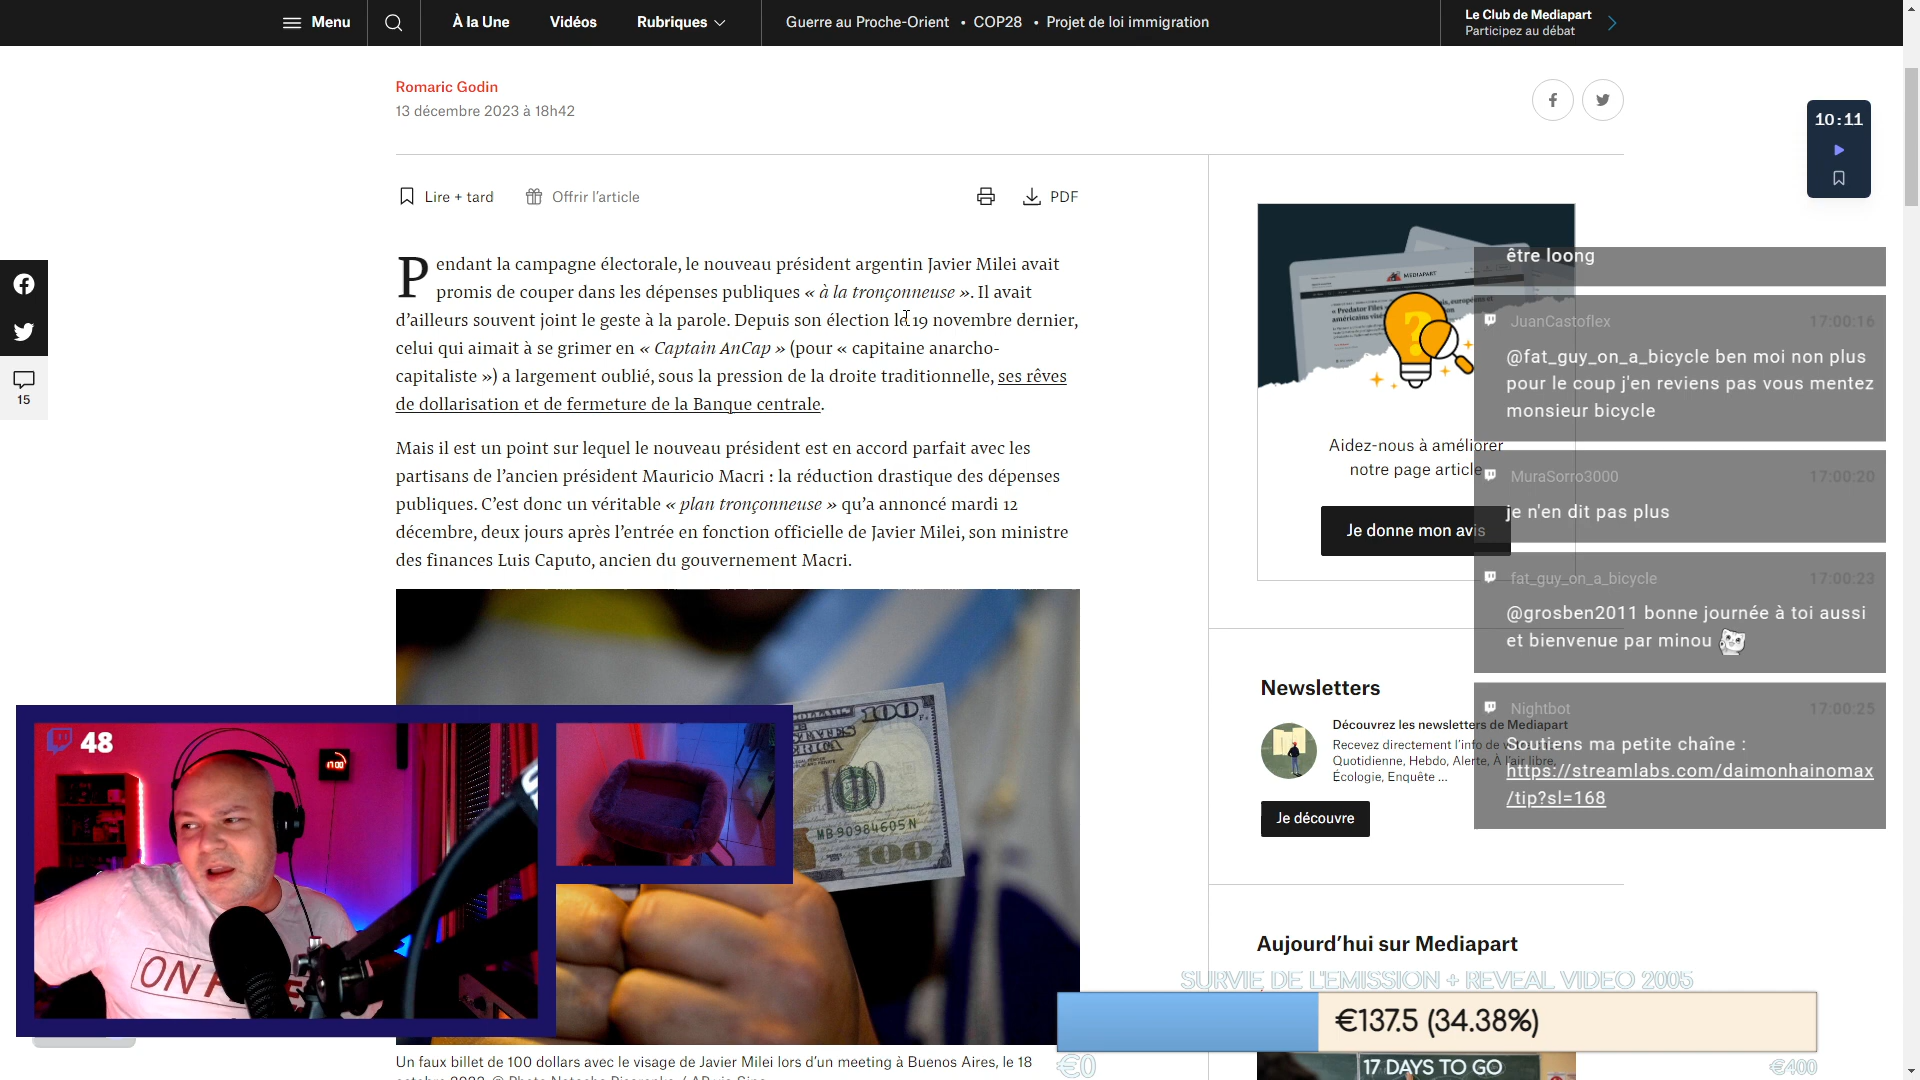 Menu
À la Une
Vidéos
Rubriques
Guerre au Proche-Orient • COP28 • Projet de loi immigration
Le Club de Mediapart
Participez au débat
Romaric Godin
13 décembre 2023 à 18h42
10:11
Lire + tard
Offrir l'article
PDF
Pendant la campagne électorale, le nouveau président argentin Javier Milei avait
promis de couper dans les dépenses publiques « à la tronçonneuse ». Il avait
d'ailleurs souvent joint le geste à la parole. Depuis son élection le 19 novembre dernier,
celui qui aimait à se grimer en « Captain AnCap » (pour « capitaine anarcho-
capitaliste ») a largement oublié, sous la pression de la droite traditionnelle, ses rêves
de dollarisation et de fermeture de la Banque centrale.
15
Mais il est un point sur lequel le nouveau président est en accord parfait avec les
partisans de l'ancien président Mauricio Macri : la réduction drastique des dépenses
publiques. C'est donc un véritable « plan tronçonneuse » qu'a annoncé mardi 12
décembre, deux jours après l'entrée en fonction officielle de Javier Milei, son ministre
des finances Luis Caputo, ancien du gouvernement Macri.
MEDIAPART
Aidez-nous à améliorer
notre page article
Je donne mon avis
être loong
JuanCastoflex 17:00:16
@fat_guy_on_a_bicycle ben moi non plus
pour le coup j'en reviens pas vous mentez
monsieur bicycle
MuraSorro3000 17:00:20
je n'en dit pas plus
fat_guy_on_a_bicycle 17:00:23
@grosben2011 bonne journée à toi aussi
et bienvenue par minou
Nightbot 17:00:25
Soutiens ma petite chaîne :
https://streamlabs.com/daimonhainomax
/tip?sl=168
Newsletters
Découvrez les newsletters de Mediapart
Recevez directement l'info de
Quotidienne, Hebdo, Alerte, À l'air libre,
Écologie, Enquête ...
Je découvre
48
1700
ON
100
100
MB90984605N
100
Un faux billet de 100 dollars avec le visage de Javier Milei lors d'un meeting à Buenos Aires, le 18
Aujourd'hui sur Mediapart
SURVIE DE L'EMISSION + REVEAL VIDEO 2005
€137.5 (34.38%)
€0
17 DAYS TO GO
€400